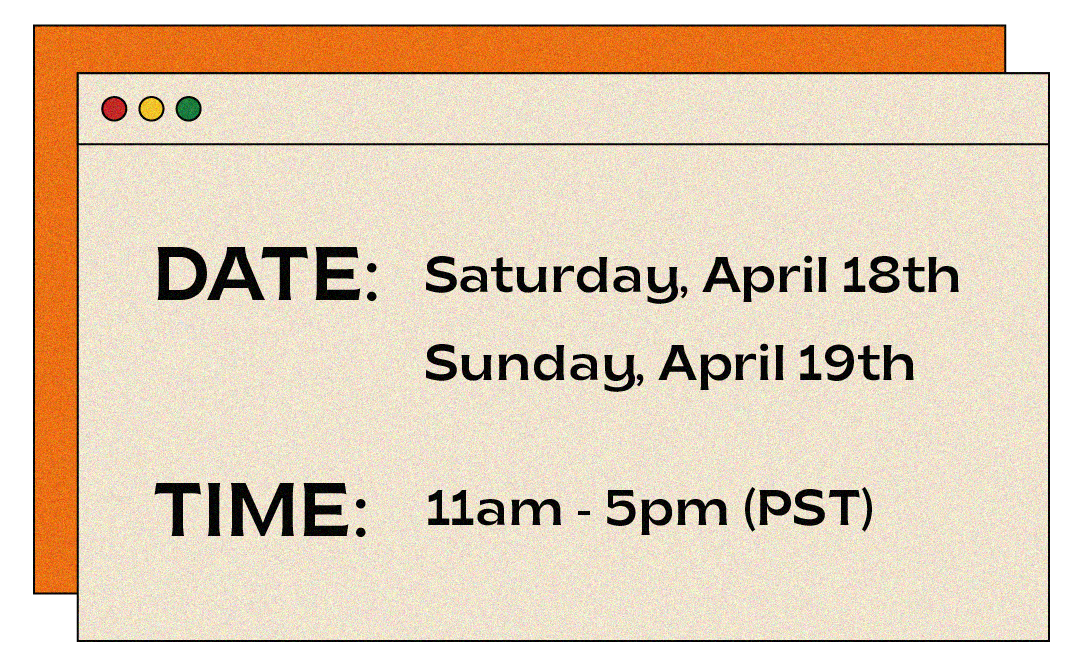 DATE: Saturday, April 18th
Sunday, April 19th
TIME: 11am - 5pm (PST)